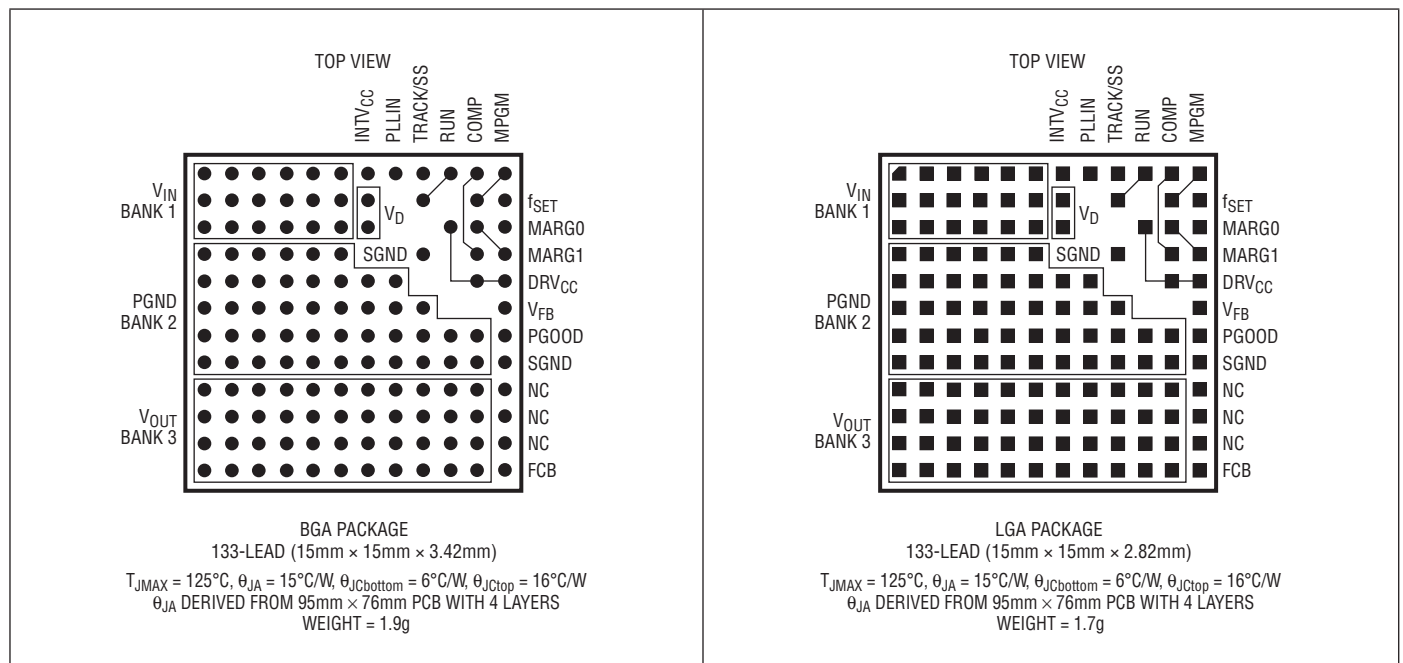 TOP VIEW
INTVCC
PLLIN
TRACK/SS
RUN
COMP
MPGM
VIN
BANK 1
VD
fSET
MARG0
SGND
MARG1
PGND
BANK 2
DRVCC
VFB
PGOOD
SGND
NC
VOUT
BANK 3
NC
NC
FCB
BGA PACKAGE
133-LEAD (15mm × 15mm × 3.42mm)
TJMAX = 125°C, θJA = 15°C/W, θJCbottom = 6°C/W, θJCtop = 16°C/W
θJA DERIVED FROM 95mm × 76mm PCB WITH 4 LAYERS
WEIGHT = 1.9g
TOP VIEW
INTVCC
PLLIN
TRACK/SS
RUN
COMP
MPGM
VIN
BANK 1
VD
fSET
MARG0
SGND
MARG1
PGND
BANK 2
DRVCC
VFB
PGOOD
SGND
NC
VOUT
BANK 3
NC
NC
FCB
LGA PACKAGE
133-LEAD (15mm × 15mm × 2.82mm)
TJMAX = 125°C, θJA = 15°C/W, θJCbottom = 6°C/W, θJCtop = 16°C/W
θJA DERIVED FROM 95mm × 76mm PCB WITH 4 LAYERS
WEIGHT = 1.7g